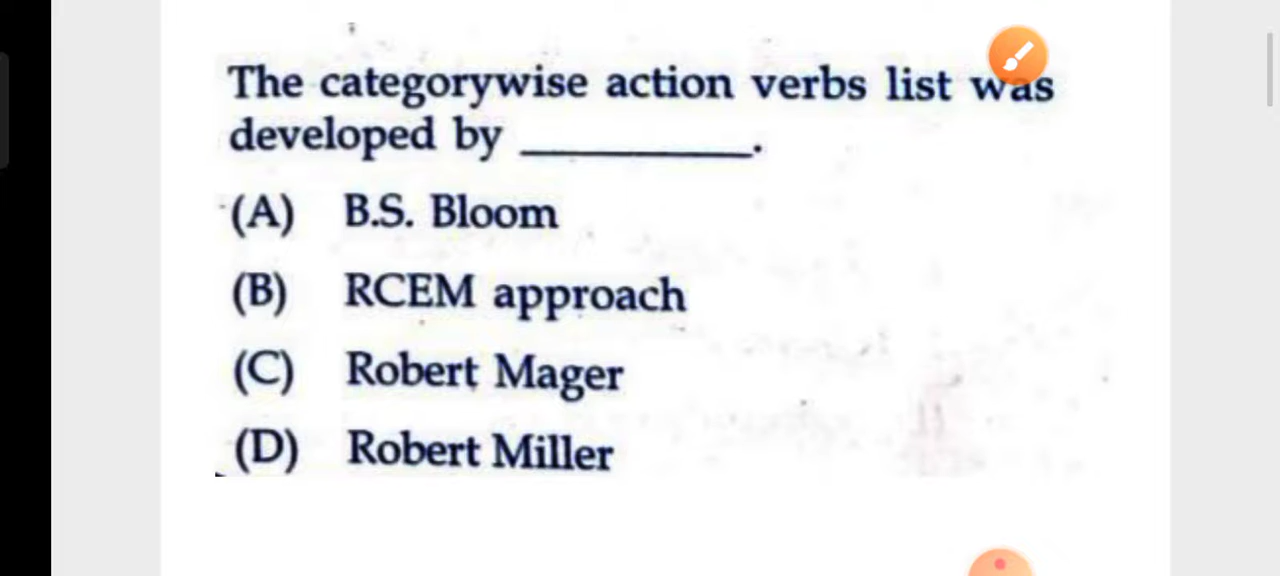 The categorywise action verbs list was
developed by ________.
(A) B.S. Bloom
(B) RCEM approach
(C) Robert Mager
(D) Robert Miller